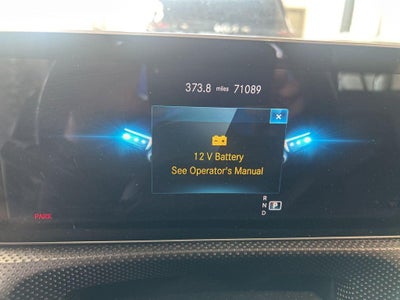 373.8 miles 71089
x
12 V Battery
See Operator's Manual
R
N P
D
PARK